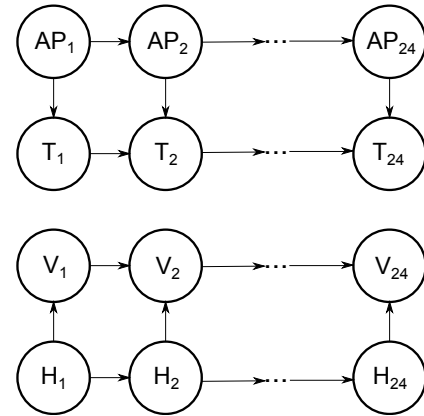 AP₁ AP₂ ... AP₂₄
T₁ T₂ ... T₂₄
V₁ V₂ ... V₂₄
H₁ H₂ ... H₂₄